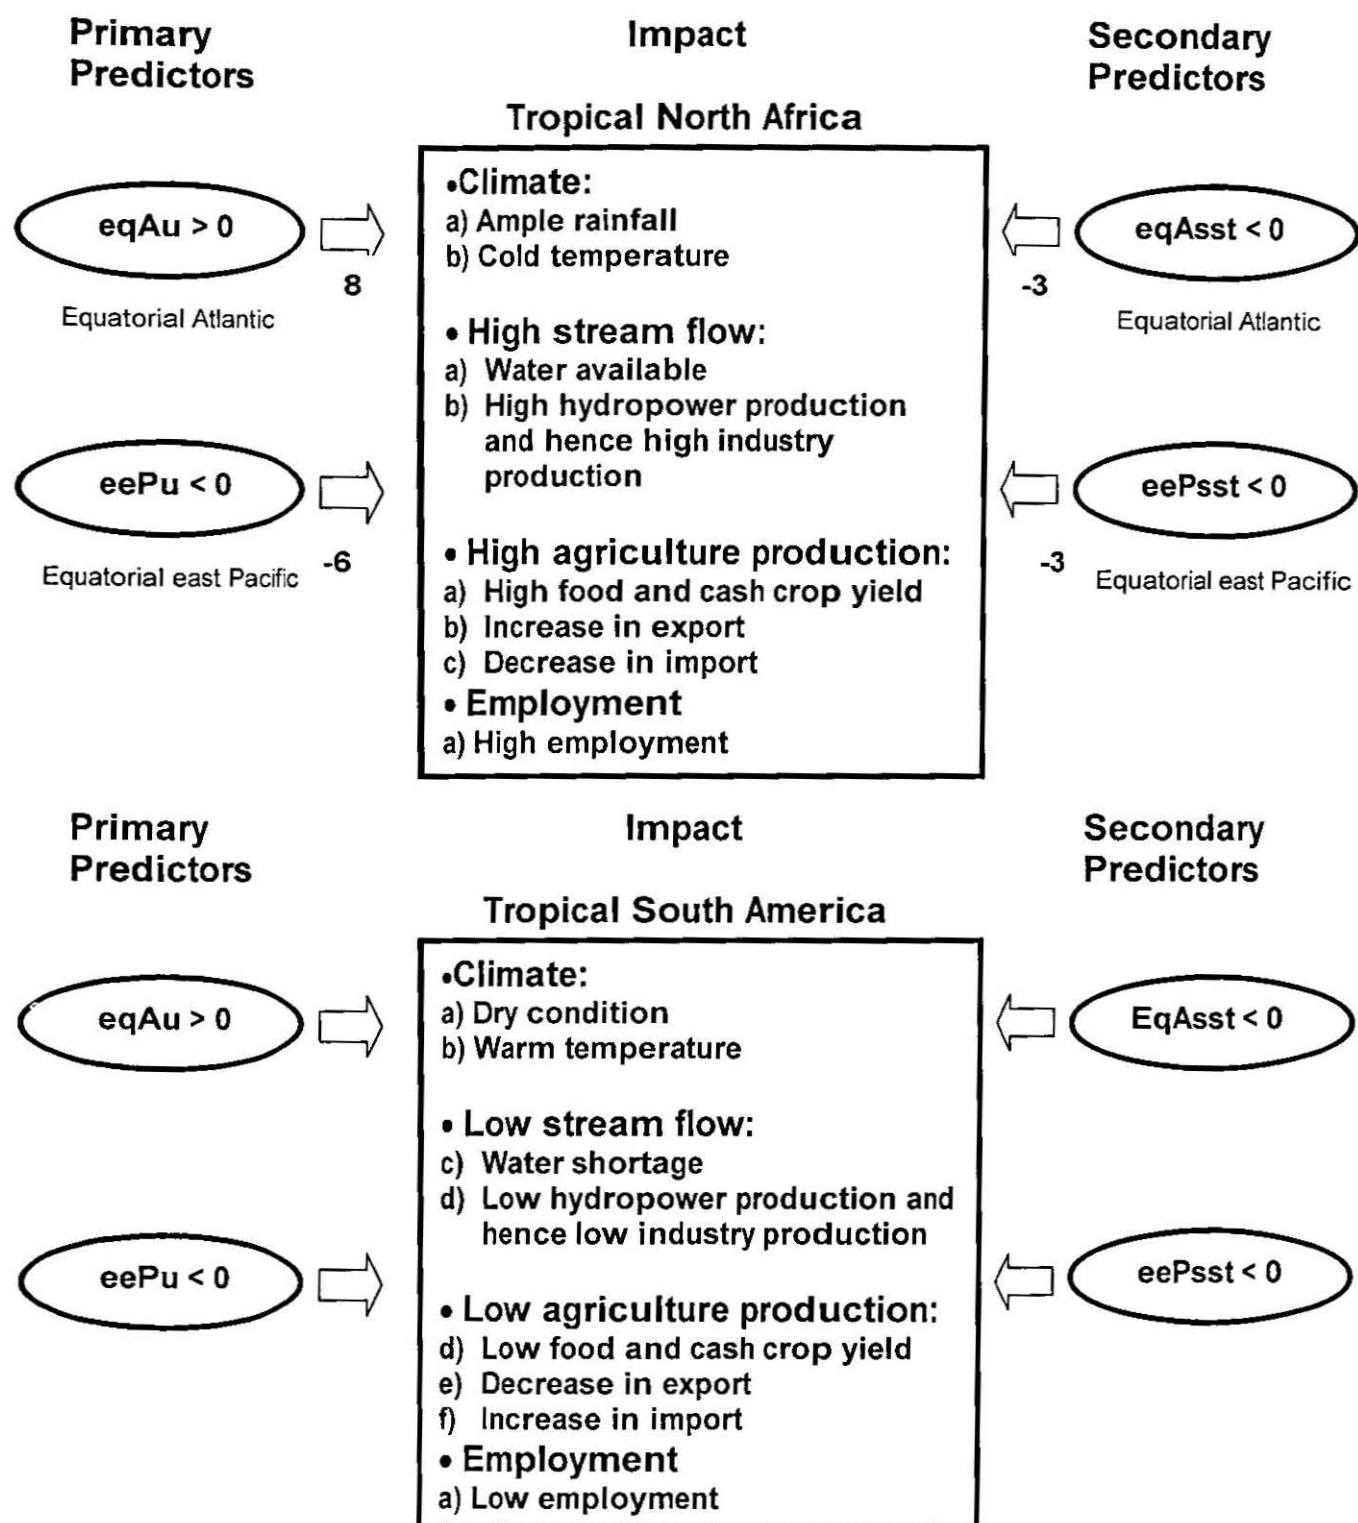 Primary
Predictors
Impact
Secondary
Predictors
Tropical North Africa
eqAu > 0
8
Equatorial Atlantic
eePu < 0
-6
Equatorial east Pacific
•Climate:
a) Ample rainfall
b) Cold temperature
• High stream flow:
a) Water available
b) High hydropower production
and hence high industry
production
• High agriculture production:
a) High food and cash crop yield
b) Increase in export
c) Decrease in import
• Employment
a) High employment
eqAsst < 0
-3
Equatorial Atlantic
eePsst < 0
-3
Equatorial east Pacific
Primary
Predictors
Impact
Secondary
Predictors
Tropical South America
eqAu > 0
eePu < 0
•Climate:
a) Dry condition
b) Warm temperature
• Low stream flow:
c) Water shortage
d) Low hydropower production and
hence low industry production
• Low agriculture production:
d) Low food and cash crop yield
e) Decrease in export
f) Increase in import
• Employment
a) Low employment
EqAsst < 0
eePsst < 0